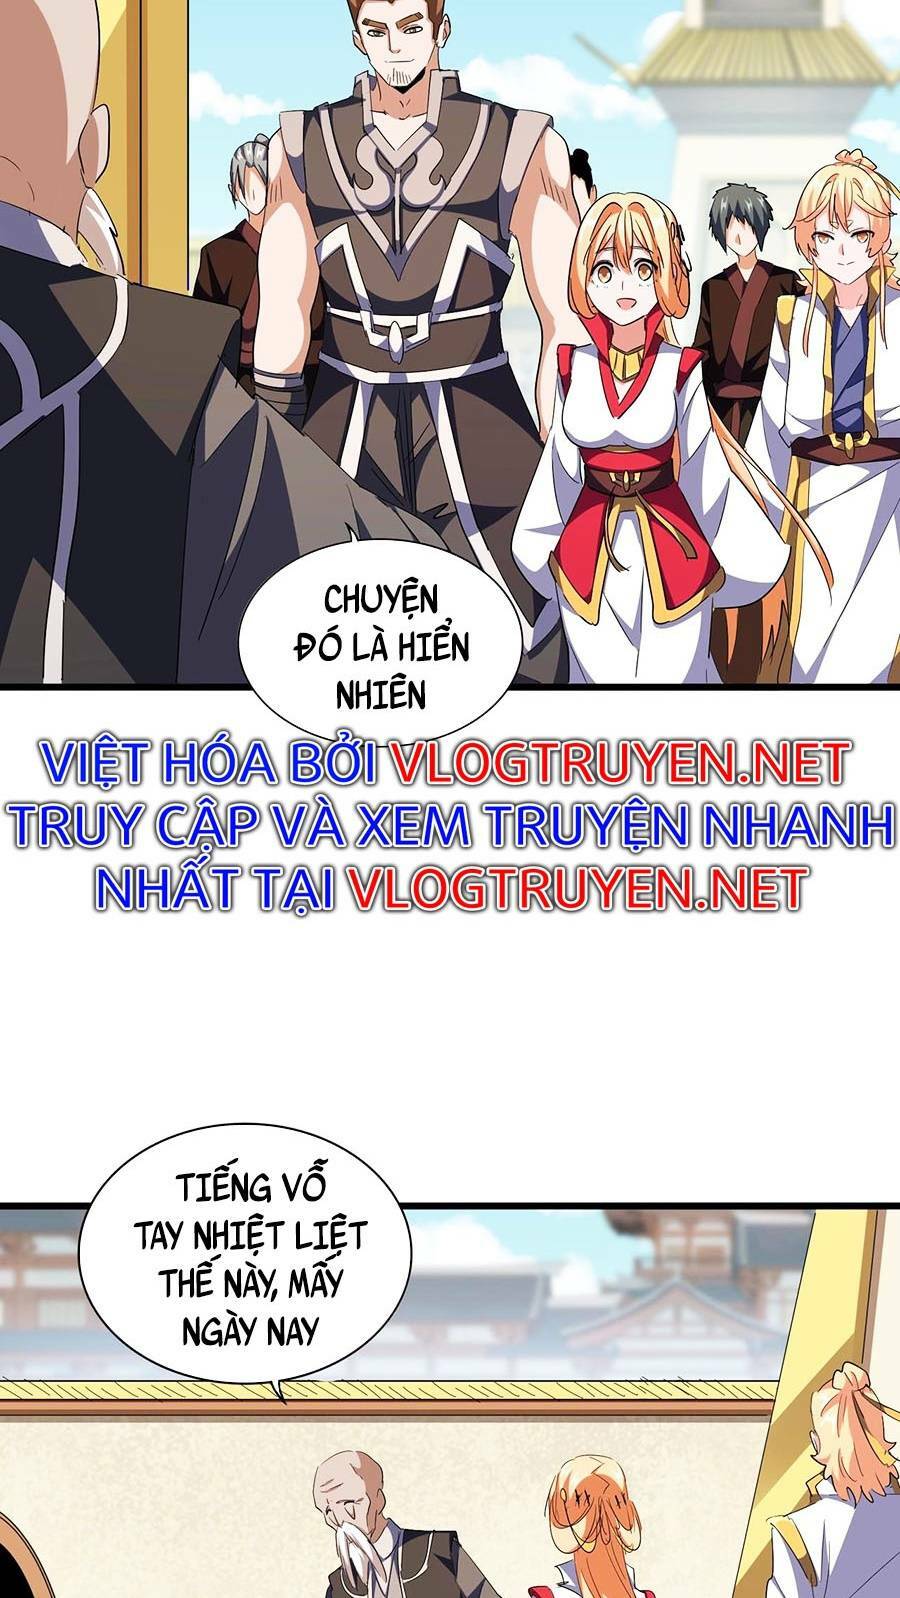 CHUYỆN
ĐÓ LÀ HIỂN
NHIÊN
VIỆT HÓA BỞI VLOGTRUYEN.NET
TRUY CẬP VÀ XEM TRUYỆN NHANH
NHẤT TẠI VLOGTRUYEN.NET
TIẾNG VỖ
TAY NHIỆT LIỆT
THẾ NÀY, MẤY
NGÀY NAY